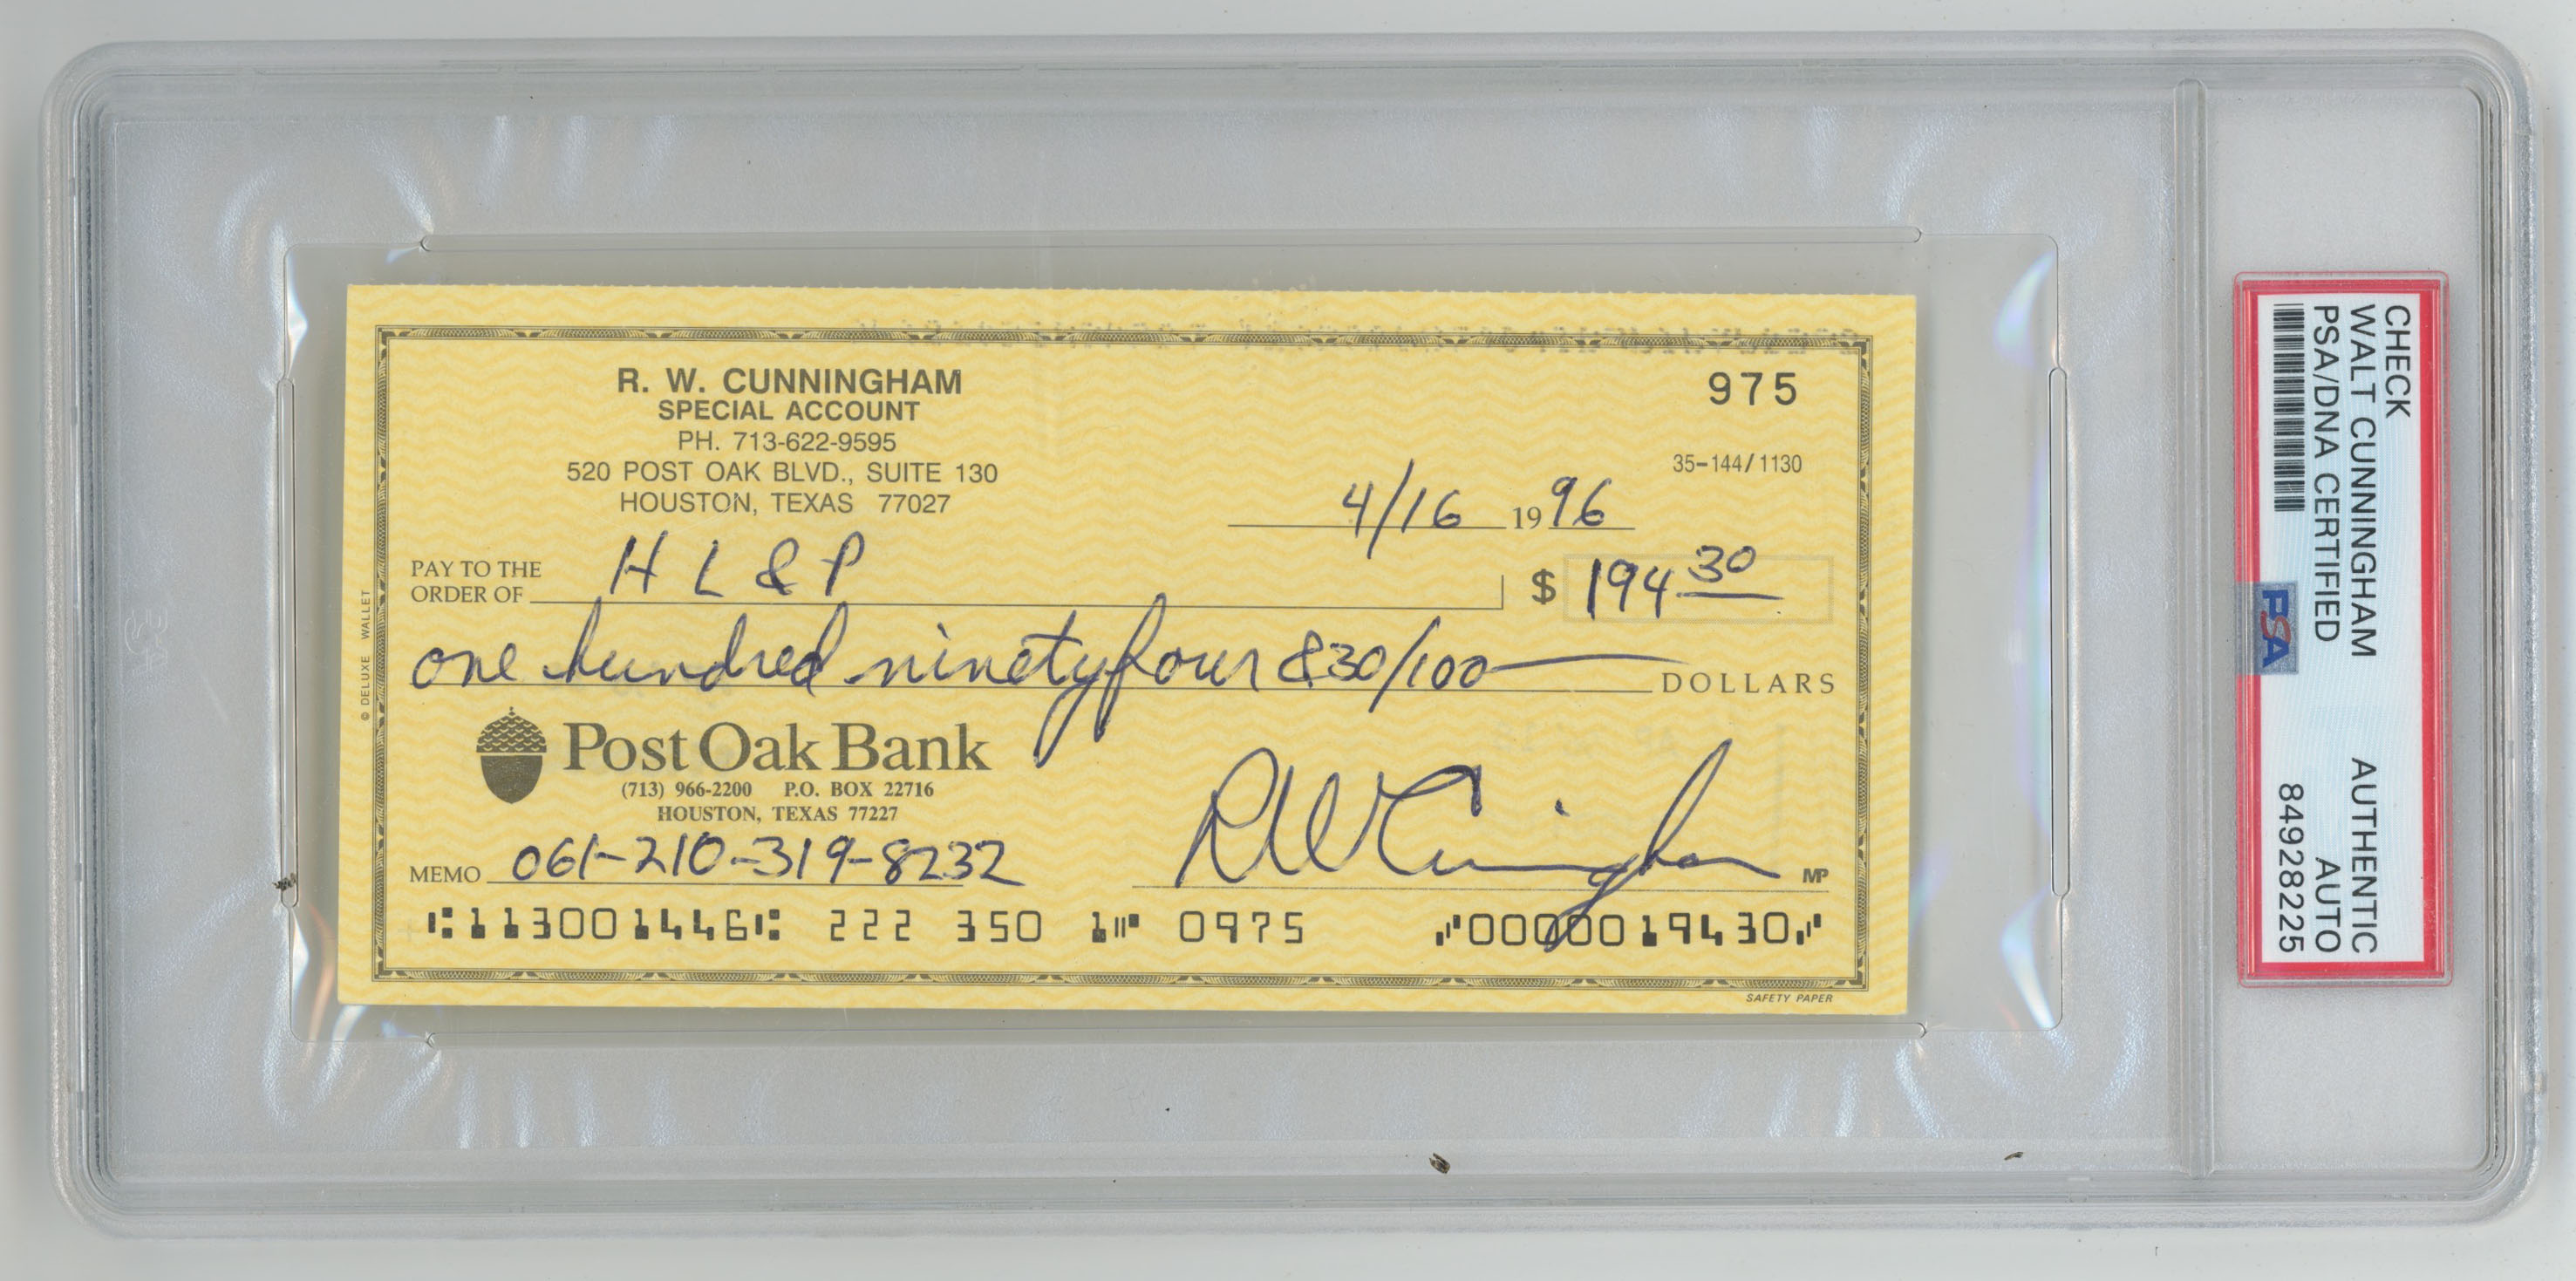 R. W. CUNNINGHAM
SPECIAL ACCOUNT
PH. 713-622-9595
520 POST OAK BLVD., SUITE 130
HOUSTON, TEXAS 77027
975
35-144/1130
4/16 1996
PAY TO THE
ORDER OF H L & P $ 194 30
one hundred ninety four & 30/100 DOLLARS
© DELUXE WALLET
Post Oak Bank
(713) 966-2200 P.O. BOX 22716
HOUSTON, TEXAS 77227
MEMO 061-210-319-8232 RW Cunningham MP
⑆113001446⑆ 222 350 1⑈ 0975 ⑈0000019430⑈
SAFETY PAPER
CHECK
WALT CUNNINGHAM AUTHENTIC
PSA/DNA CERTIFIED AUTO
84928225
PSA